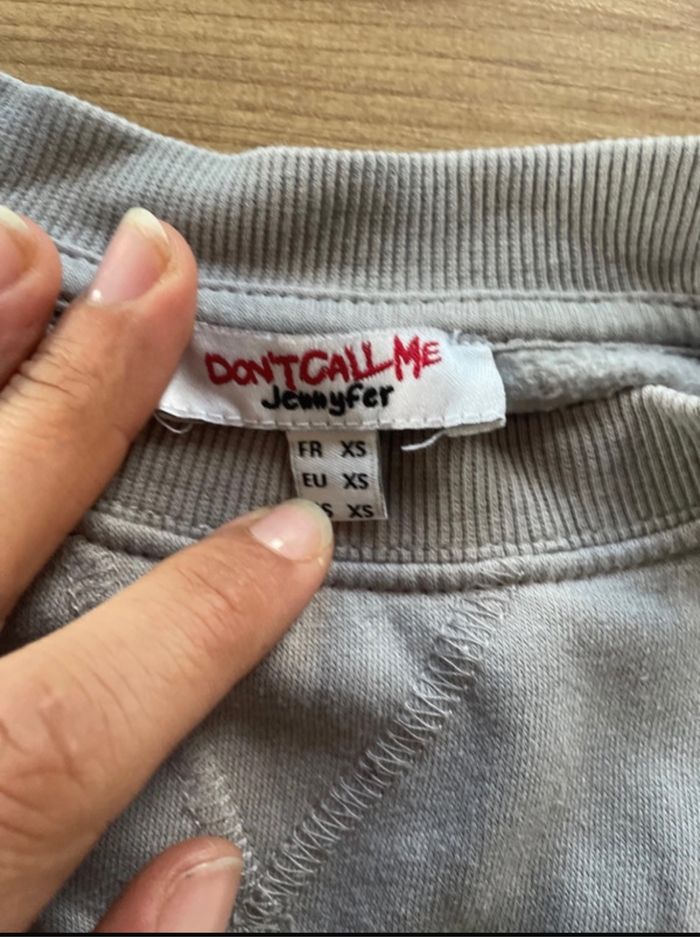 DON'T CALL ME
Jennyfer
FR XS
EU XS
S XS